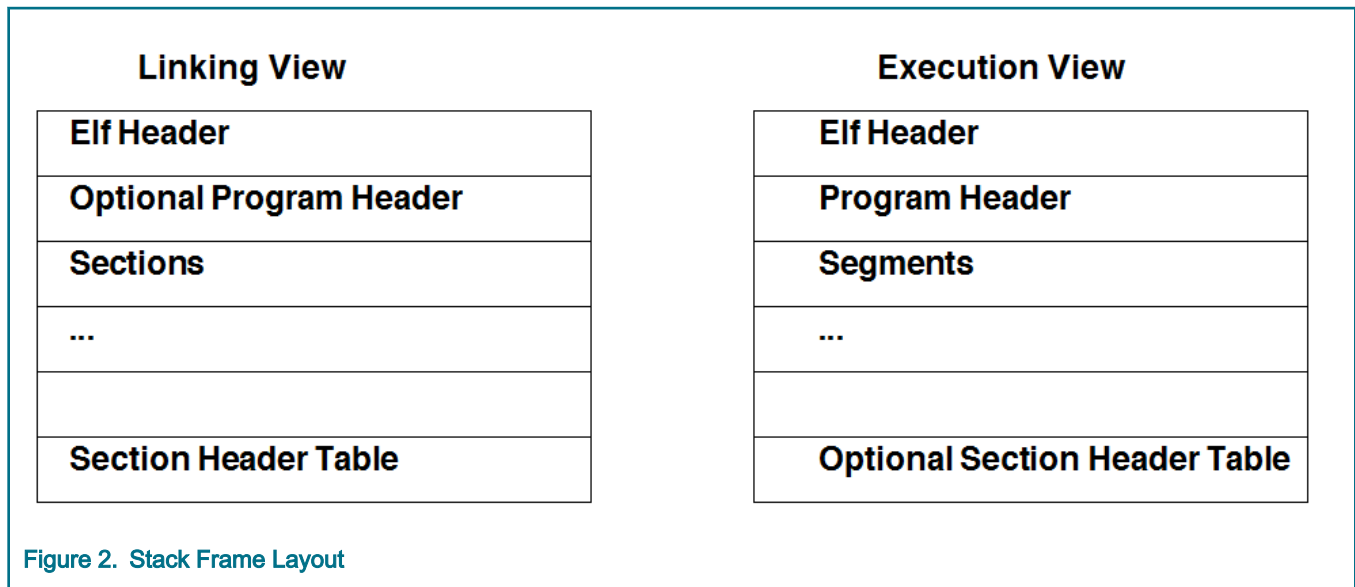 Linking View
Elf Header
Optional Program Header
Sections
...
Section Header Table
Execution View
Elf Header
Program Header
Segments
...
Optional Section Header Table
Figure 2. Stack Frame Layout